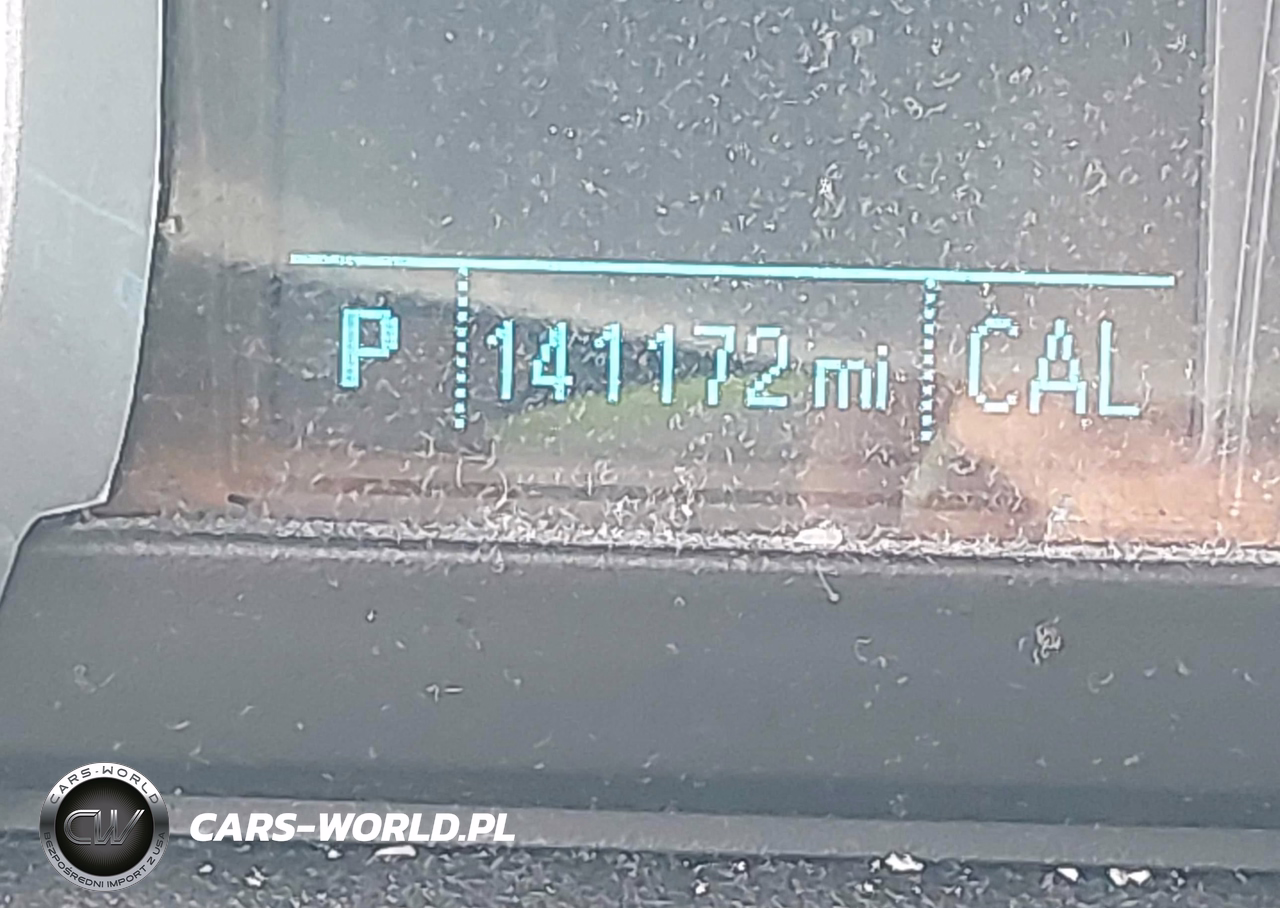 P 141172 mi CAL
CARS-WORLD
CW
BEZPOŚREDNI IMPORT Z USA
CARS-WORLD.PL